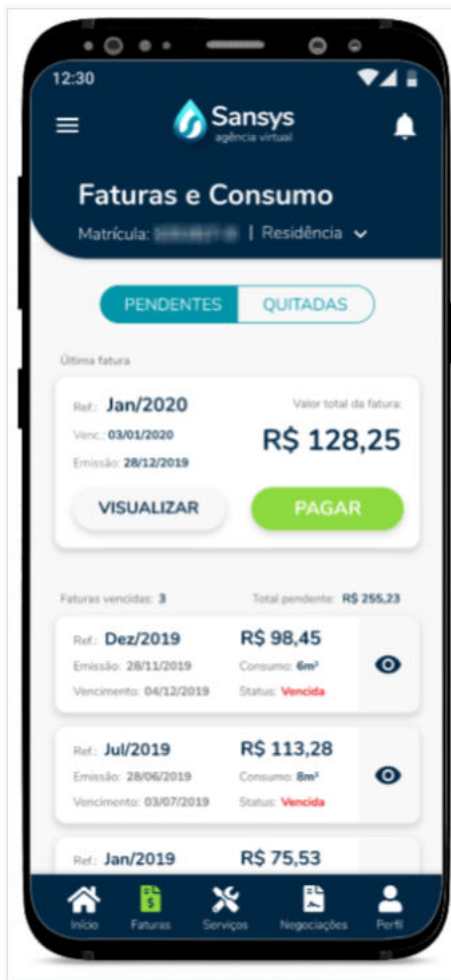 12:30
Sansys
agência virtual
Faturas e Consumo
Matrícula: | Residência
PENDENTES QUITADAS
Última fatura
Ref.: Jan/2020 Valor total da fatura:
Venc.: 03/01/2020 R$ 128,25
Emissão: 28/12/2019
VISUALIZAR PAGAR
Faturas vencidas: 3 Total pendente: R$ 255,23
Ref.: Dez/2019 R$ 98,45
Emissão: 28/11/2019 Consumo: 6m³
Vencimento: 04/12/2019 Status: Vencida
Ref.: Jul/2019 R$ 113,28
Emissão: 28/06/2019 Consumo: 8m³
Vencimento: 03/07/2019 Status: Vencida
Ref.: Jan/2019 R$ 75,53
Início Faturas Serviços Negociações Perfil